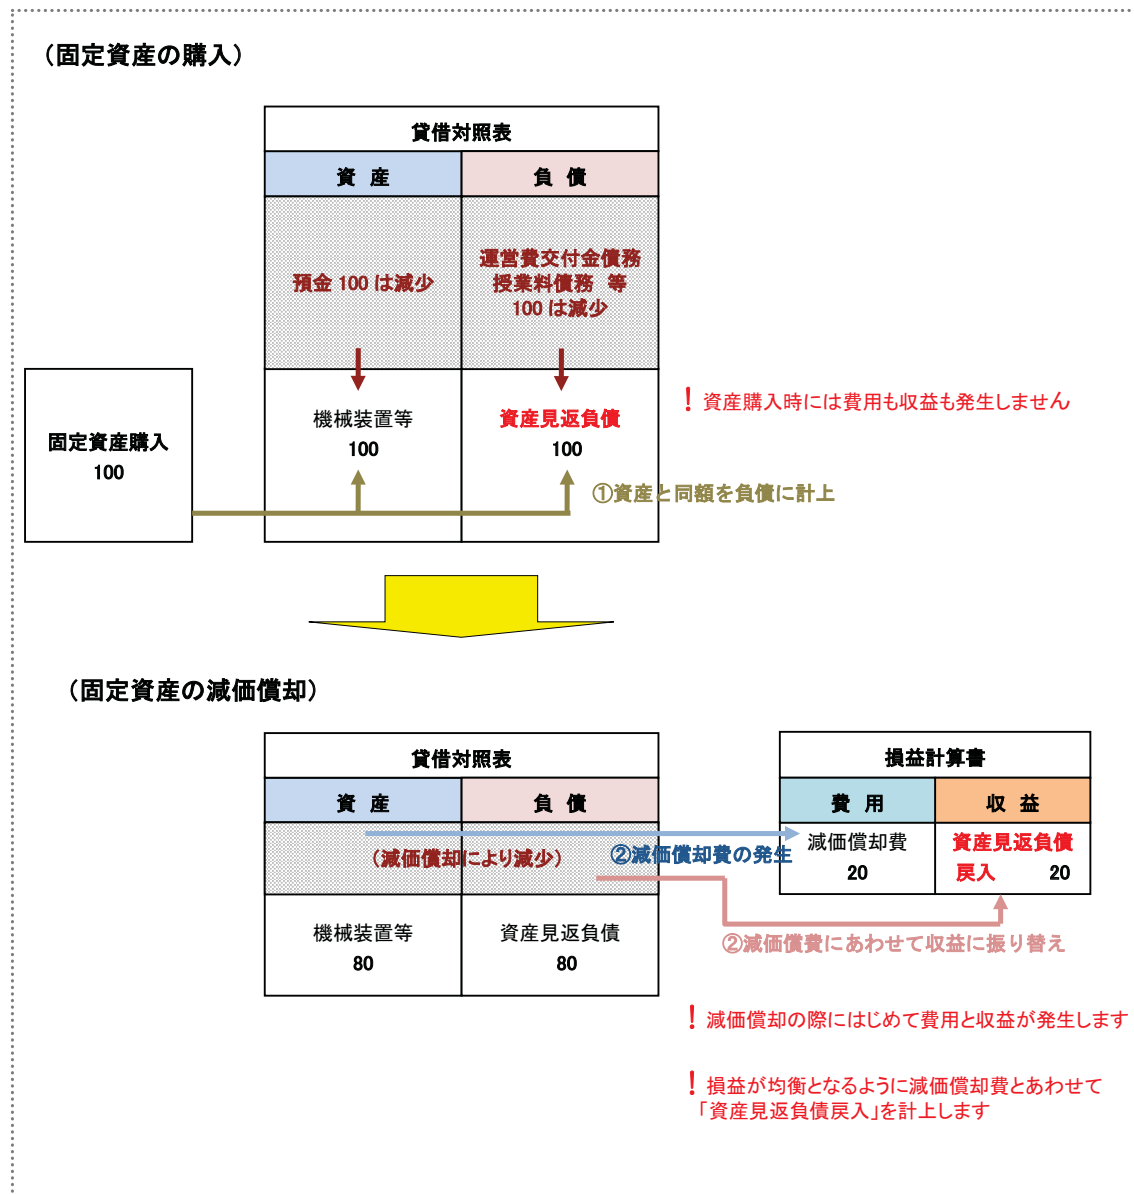 （固定資産の購入）
貸借対照表
資 産
負 債
預金 100 は減少
運営費交付金債務
授業料債務 等
100 は減少
固定資産購入
100
機械装置等
100
資産見返負債
100
! 資産購入時には費用も収益も発生しません
①資産と同額を負債に計上
（固定資産の減価償却）
貸借対照表
資 産
負 債
（減価償却により減少）
②減価償却費の発生
機械装置等
80
資産見返負債
80
損益計算書
費 用
収 益
減価償却費
20
資産見返負債
戻入 20
②減価償費にあわせて収益に振り替え
! 減価償却の際にはじめて費用と収益が発生します
! 損益が均衡となるように減価償却費とあわせて
「資産見返負債戻入」を計上します